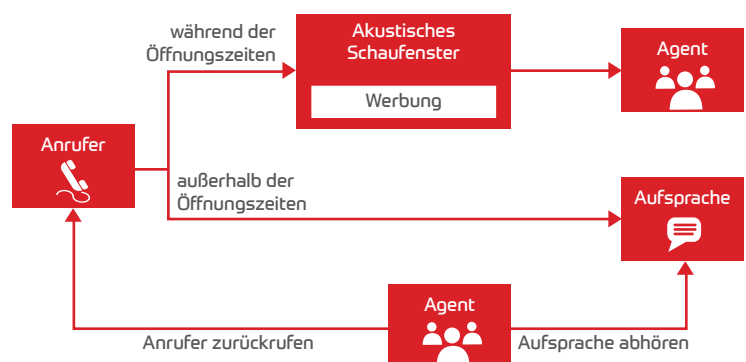 während der
Öffnungszeiten
Akustisches
Schaufenster
Werbung
Agent
Anrufer
außerhalb der
Öffnungszeiten
Aufsprache
Agent
Anrufer zurückrufen
Aufsprache abhören